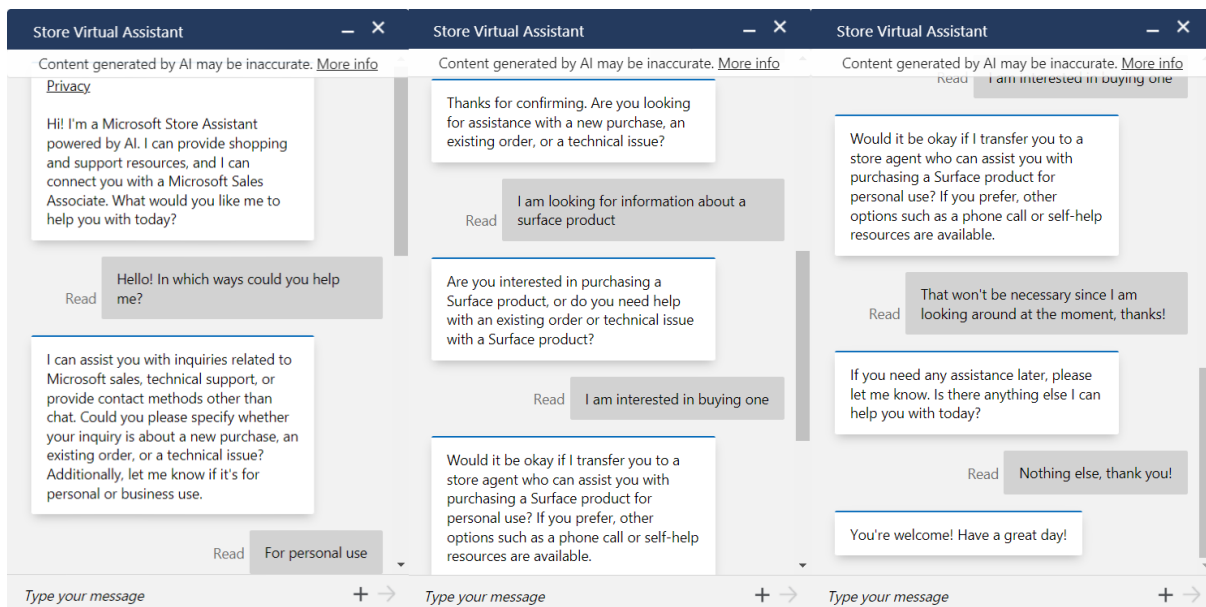 Store Virtual Assistant
Content generated by AI may be inaccurate. More info
Privacy
Hi! I'm a Microsoft Store Assistant
powered by AI. I can provide shopping
and support resources, and I can
connect you with a Microsoft Sales
Associate. What would you like me to
help you with today?
Hello! In which ways could you help
Read me?
I can assist you with inquiries related to
Microsoft sales, technical support, or
provide contact methods other than
chat. Could you please specify whether
your inquiry is about a new purchase, an
existing order, or a technical issue?
Additionally, let me know if it's for
personal or business use.
Read For personal use
Type your message
Store Virtual Assistant
Content generated by AI may be inaccurate. More info
Thanks for confirming. Are you looking
for assistance with a new purchase, an
existing order, or a technical issue?
I am looking for information about a
Read surface product
Are you interested in purchasing a
Surface product, or do you need help
with an existing order or technical issue
with a Surface product?
Read I am interested in buying one
Would it be okay if I transfer you to a
store agent who can assist you with
purchasing a Surface product for
personal use? If you prefer, other
options such as a phone call or self-help
resources are available.
Type your message
Store Virtual Assistant
Content generated by AI may be inaccurate. More info
Read I am interested in buying one
Would it be okay if I transfer you to a
store agent who can assist you with
purchasing a Surface product for
personal use? If you prefer, other
options such as a phone call or self-help
resources are available.
That won't be necessary since I am
Read looking around at the moment, thanks!
If you need any assistance later, please
let me know. Is there anything else I can
help you with today?
Read Nothing else, thank you!
You're welcome! Have a great day!
Type your message